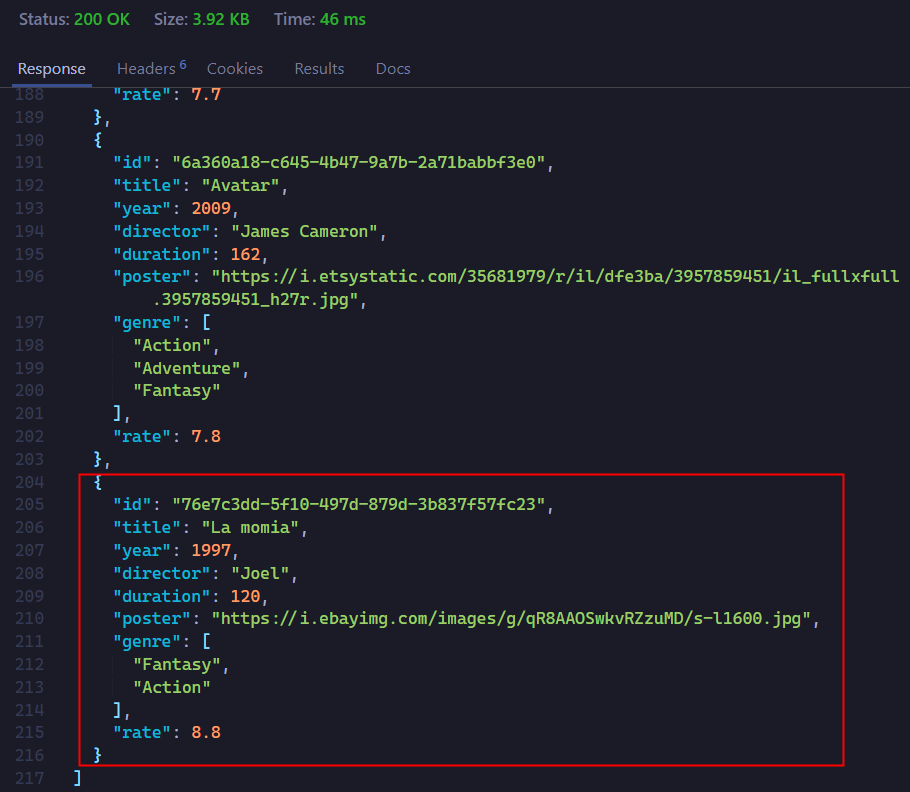 Status: 200 OK Size: 3.92 KB Time: 46 ms
Response Headers 6 Cookies Results Docs
188 "rate": 7.7
189 },
190 {
191 "id": "6a360a18-c645-4b47-9a7b-2a71babbf3e0",
192 "title": "Avatar",
193 "year": 2009,
194 "director": "James Cameron",
195 "duration": 162,
196 "poster": "https://i.etsystatic.com/35681979/r/il/dfe3ba/3957859451/il_fullxfull
.3957859451_h27r.jpg",
197 "genre": [
198 "Action",
199 "Adventure",
200 "Fantasy"
201 ],
202 "rate": 7.8
203 },
204 {
205 "id": "76e7c3dd-5f10-497d-879d-3b837f57fc23",
206 "title": "La momia",
207 "year": 1997,
208 "director": "Joel",
209 "duration": 120,
210 "poster": "https://i.ebayimg.com/images/g/qR8AAOSwkvRZzuMD/s-l1600.jpg",
211 "genre": [
212 "Fantasy",
213 "Action"
214 ],
215 "rate": 8.8
216 }
217 ]